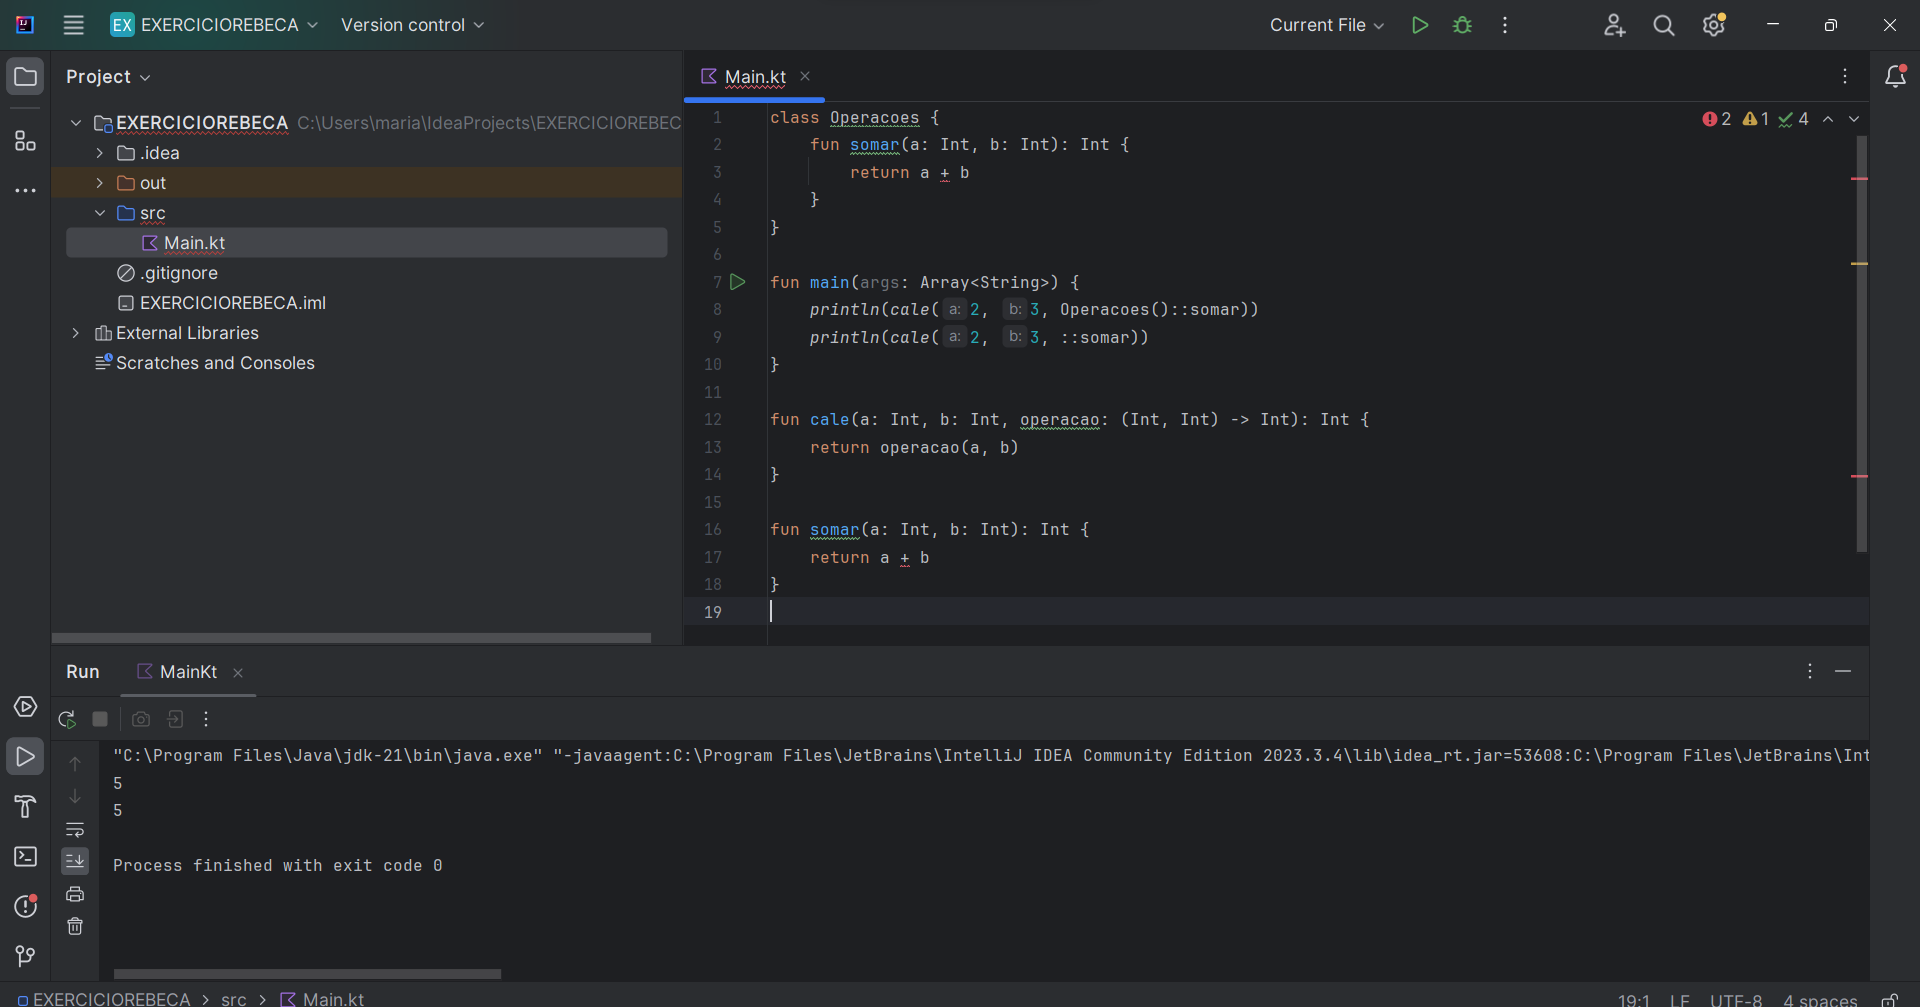 EX EXERCICIOREBECA Version control Current File
Project
EXERCICIOREBECA C:\Users\maria\IdeaProjects\EXERCICIOREBEC
.idea
out
src
Main.kt
.gitignore
EXERCICIOREBECA.iml
External Libraries
Scratches and Consoles
Main.kt
2 1 4
1 class Operacoes {
2 fun somar(a: Int, b: Int): Int {
3 return a + b
4 }
5 }
6
7 fun main(args: Array<String>) {
8 println(cale( a: 2, b: 3, Operacoes()::somar))
9 println(cale( a: 2, b: 3, ::somar))
10 }
11
12 fun cale(a: Int, b: Int, operacao: (Int, Int) -> Int): Int {
13 return operacao(a, b)
14 }
15
16 fun somar(a: Int, b: Int): Int {
17 return a + b
18 }
19
Run MainKt
"C:\Program Files\Java\jdk-21\bin\java.exe" "-javaagent:C:\Program Files\JetBrains\IntelliJ IDEA Community Edition 2023.3.4\lib\idea_rt.jar=53608:C:\Program Files\JetBrains\Int
5
5
Process finished with exit code 0
EXERCICIOREBECA > src > Main.kt 19:1 LF UTF-8 4 spaces